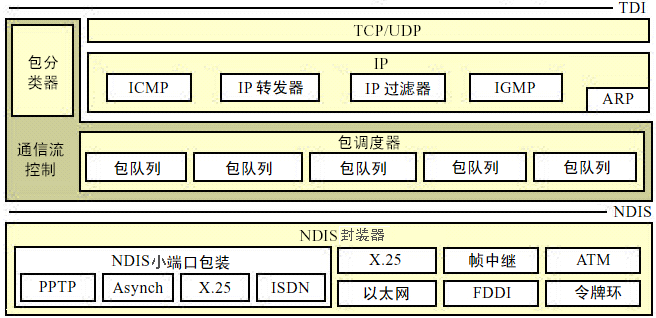 TDI
TCP/UDP
包分
类器
IP
ICMP
IP 转发器
IP 过滤器
IGMP
ARP
通信流
控制
包调度器
包队列
包队列
包队列
包队列
包队列
NDIS
NDIS 封装器
NDIS小端口包装
PPTP
Asynch
X.25
ISDN
X.25
帧中继
ATM
以太网
FDDI
令牌环